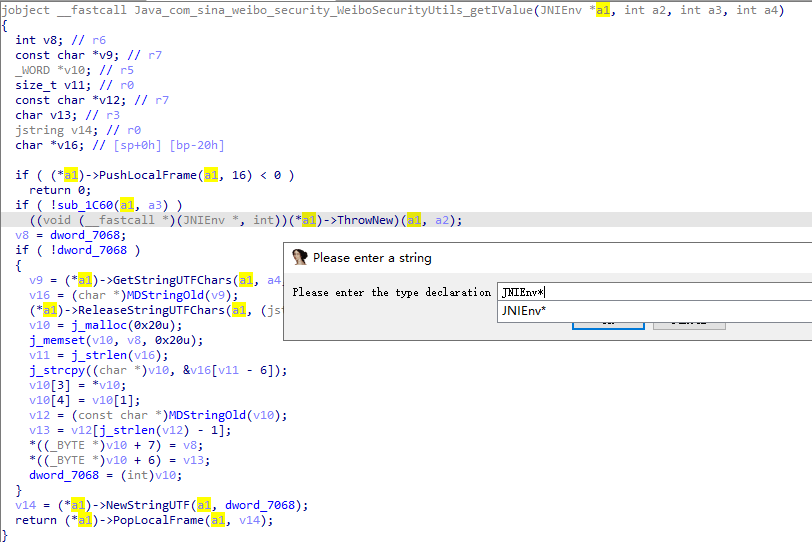 jobject __fastcall Java_com_sina_weibo_security_WeiboSecurityUtils_getIValue(JNIEnv *a1, int a2, int a3, int a4)
{
int v8; // r6
const char *v9; // r7
_WORD *v10; // r5
size_t v11; // r0
const char *v12; // r7
char v13; // r3
jstring v14; // r0
char *v16; // [sp+0h] [bp-20h]
if ( (*a1)->PushLocalFrame(a1, 16) < 0 )
return 0;
if ( !sub_1C60(a1, a3) )
((void (__fastcall *)(JNIEnv *, int))(*a1)->ThrowNew)(a1, a2);
v8 = dword_7068;
if ( !dword_7068 )
{
v9 = (*a1)->GetStringUTFChars(a1, a4
v16 = (char *)MDStringOld(v9);
(*a1)->ReleaseStringUTFChars(a1, (jst
v10 = j_malloc(0x20u);
j_memset(v10, v8, 0x20u);
v11 = j_strlen(v16);
j_strcpy((char *)v10, &v16[v11 - 6]);
v10[3] = *v10;
v10[4] = v10[1];
v12 = (const char *)MDStringOld(v10);
v13 = v12[j_strlen(v12) - 1];
*((_BYTE *)v10 + 7) = v8;
*((_BYTE *)v10 + 6) = v13;
dword_7068 = (int)v10;
}
v14 = (*a1)->NewStringUTF(a1, dword_7068);
return (*a1)->PopLocalFrame(a1, v14);
}
Please enter a string
Please enter the type declaration JNIEnv*
JNIEnv*